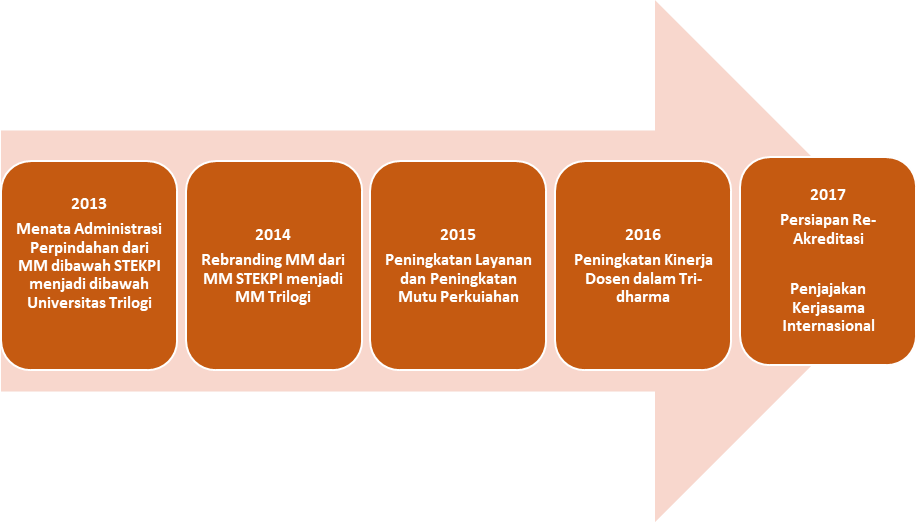 2013
Menata Administrasi
Perpindahan dari
MM dibawah STEKPI
menjadi dibawah
Universitas Trilogi
2014
Rebranding MM dari
MM STEKPI menjadi
MM Trilogi
2015
Peningkatan Layanan
dan Peningkatan
Mutu Perkuiahan
2016
Peningkatan Kinerja
Dosen dalam Tri-
dharma
2017
Persiapan Re-
Akreditasi
Penjajakan
Kerjasama
Internasional